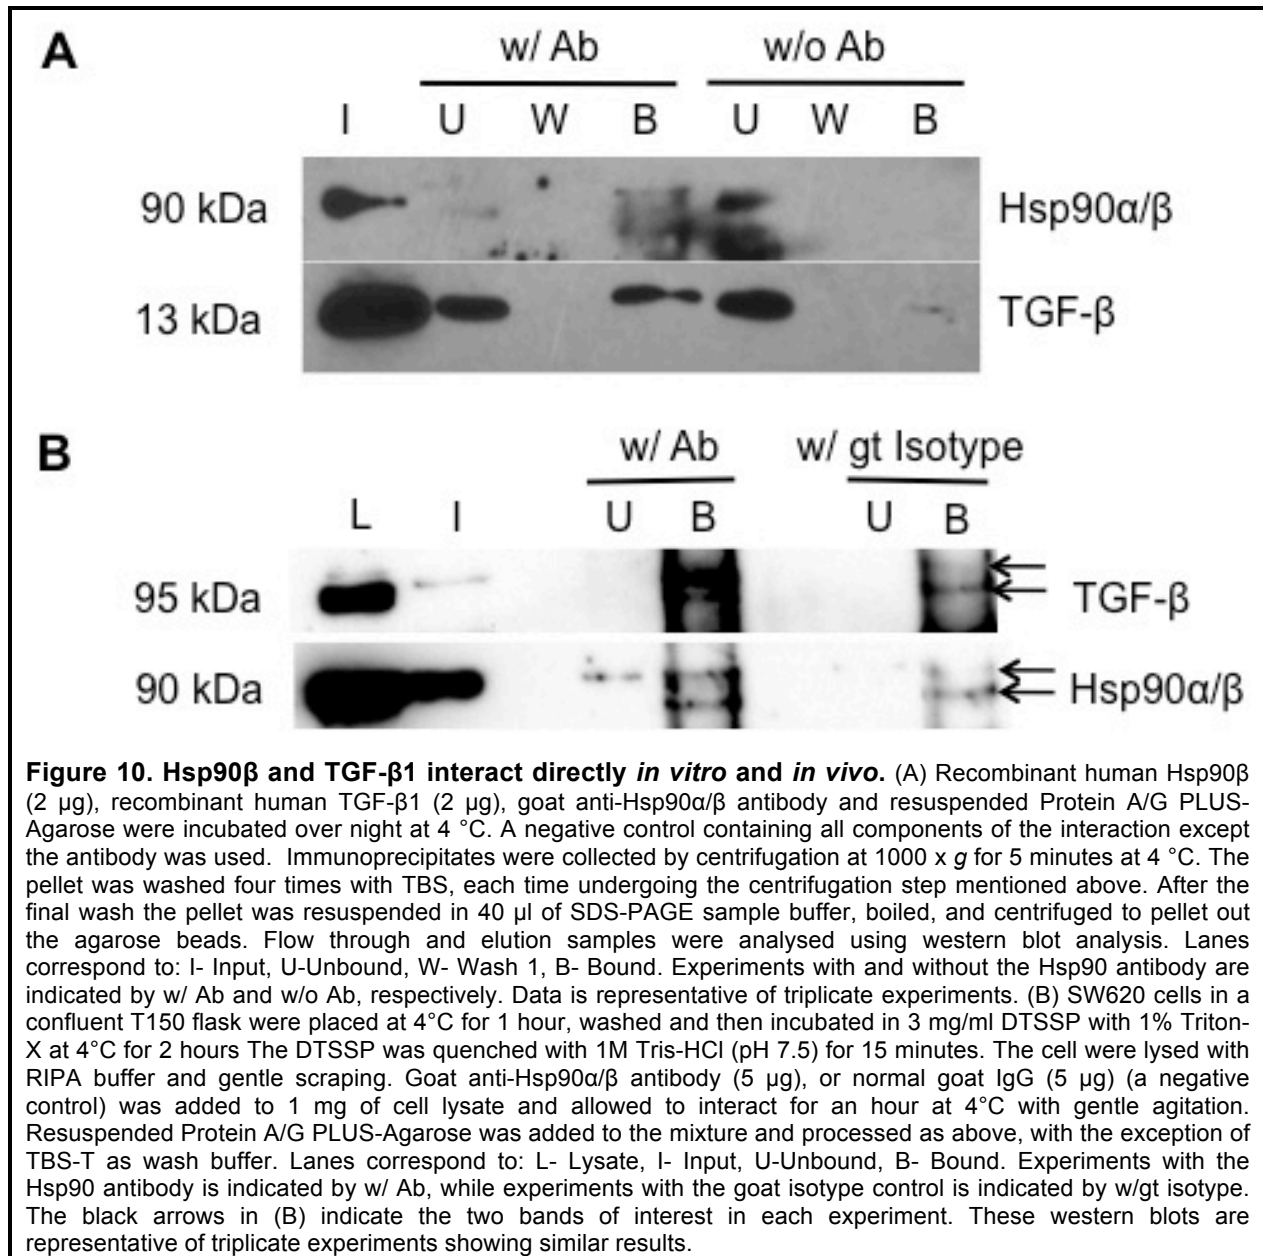 A
w/ Ab w/o Ab
I U W B U W B
90 kDa Hsp90α/β
13 kDa TGF-β
B
w/ Ab w/ gt Isotype
L I U B U B
95 kDa TGF-β
90 kDa Hsp90α/β
Figure 10. Hsp90β and TGF-β1 interact directly in vitro and in vivo. (A) Recombinant human Hsp90β
(2 µg), recombinant human TGF-β1 (2 µg), goat anti-Hsp90α/β antibody and resuspended Protein A/G PLUS-
Agarose were incubated over night at 4 °C. A negative control containing all components of the interaction except
the antibody was used. Immunoprecipitates were collected by centrifugation at 1000 x g for 5 minutes at 4 °C. The
pellet was washed four times with TBS, each time undergoing the centrifugation step mentioned above. After the
final wash the pellet was resuspended in 40 µl of SDS-PAGE sample buffer, boiled, and centrifuged to pellet out
the agarose beads. Flow through and elution samples were analysed using western blot analysis. Lanes
correspond to: I- Input, U-Unbound, W- Wash 1, B- Bound. Experiments with and without the Hsp90 antibody are
indicated by w/ Ab and w/o Ab, respectively. Data is representative of triplicate experiments. (B) SW620 cells in a
confluent T150 flask were placed at 4°C for 1 hour, washed and then incubated in 3 mg/ml DTSSP with 1% Triton-
X at 4°C for 2 hours The DTSSP was quenched with 1M Tris-HCl (pH 7.5) for 15 minutes. The cell were lysed with
RIPA buffer and gentle scraping. Goat anti-Hsp90α/β antibody (5 µg), or normal goat IgG (5 µg) (a negative
control) was added to 1 mg of cell lysate and allowed to interact for an hour at 4°C with gentle agitation.
Resuspended Protein A/G PLUS-Agarose was added to the mixture and processed as above, with the exception of
TBS-T as wash buffer. Lanes correspond to: L- Lysate, I- Input, U-Unbound, B- Bound. Experiments with the
Hsp90 antibody is indicated by w/ Ab, while experiments with the goat isotype control is indicated by w/gt isotype.
The black arrows in (B) indicate the two bands of interest in each experiment. These western blots are
representative of triplicate experiments showing similar results.